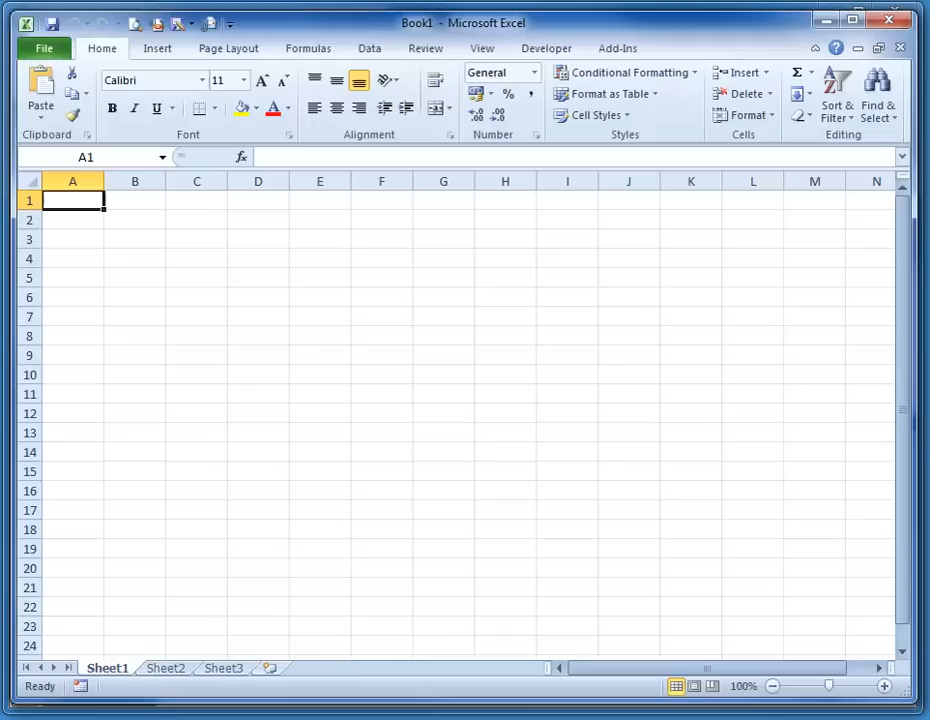 Book1 - Microsoft Excel
File Home Insert Page Layout Formulas Data Review View Developer Add-Ins
Calibri 11 General Conditional Formatting Insert Σ
Paste B I U A % , Format as Table Delete Sort & Filter Find & Select
Cell Styles Format
Clipboard Font Alignment Number Styles Cells Editing
A1 fx
A B C D E F G H I J K L M N
1
2
3
4
5
6
7
8
9
10
11
12
13
14
15
16
17
18
19
20
21
22
23
24
Sheet1 Sheet2 Sheet3
Ready 100%